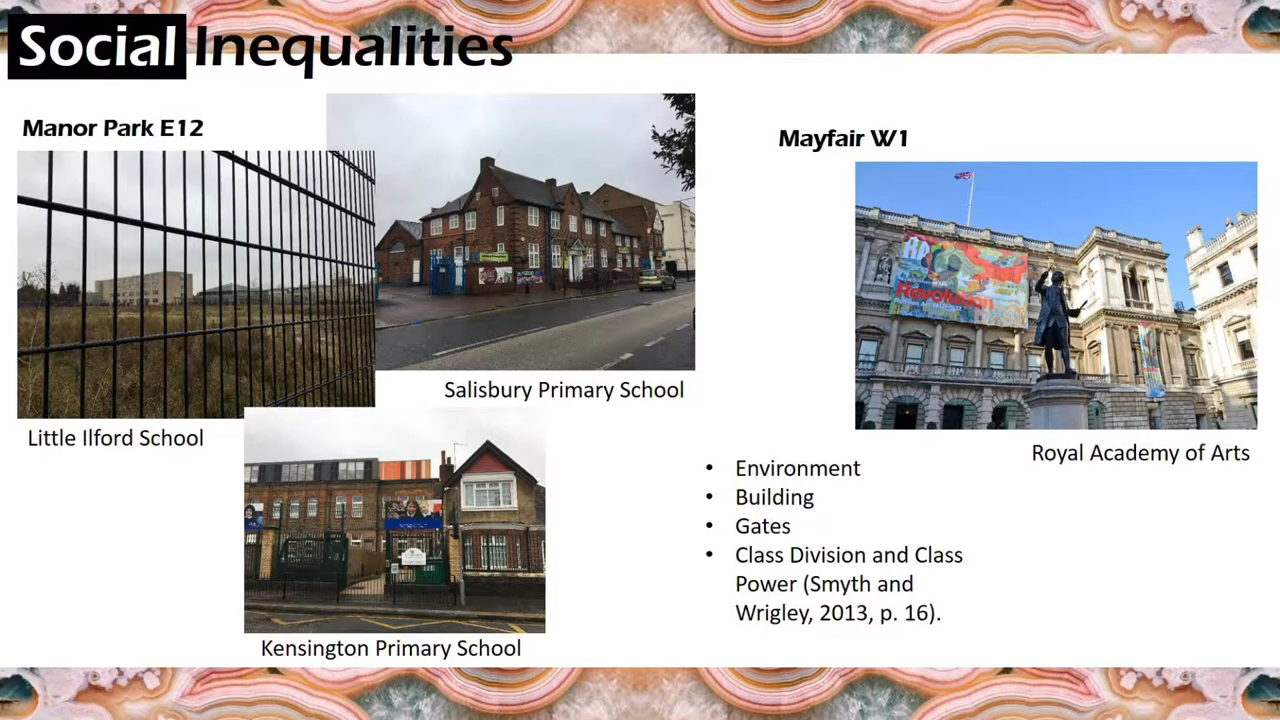 Social Inequalities
Manor Park E12
Mayfair W1
RA
Revolution
Salisbury Primary School
Little Ilford School
Royal Academy of Arts
• Environment
• Building
• Gates
• Class Division and Class
Power (Smyth and
Wrigley, 2013, p. 16).
Kensington Primary School